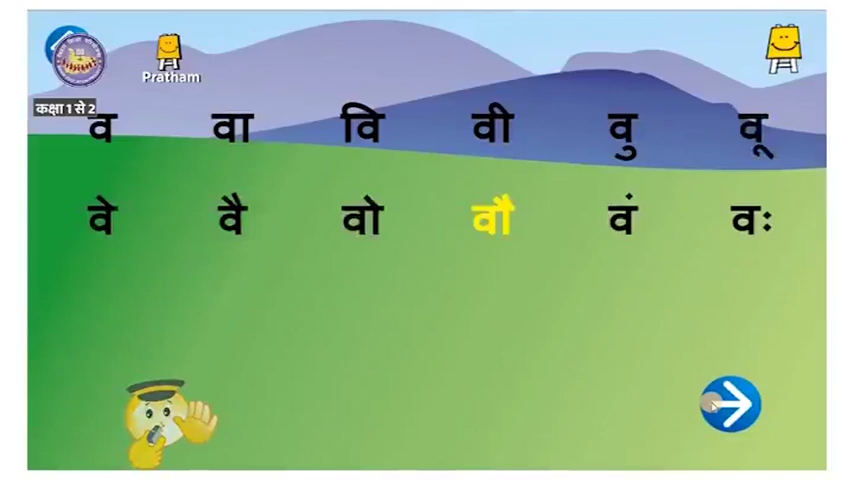 Pratham
कक्षा 1 से 2
व वा वि वी वु वू
वे वै वो वौ वं वः